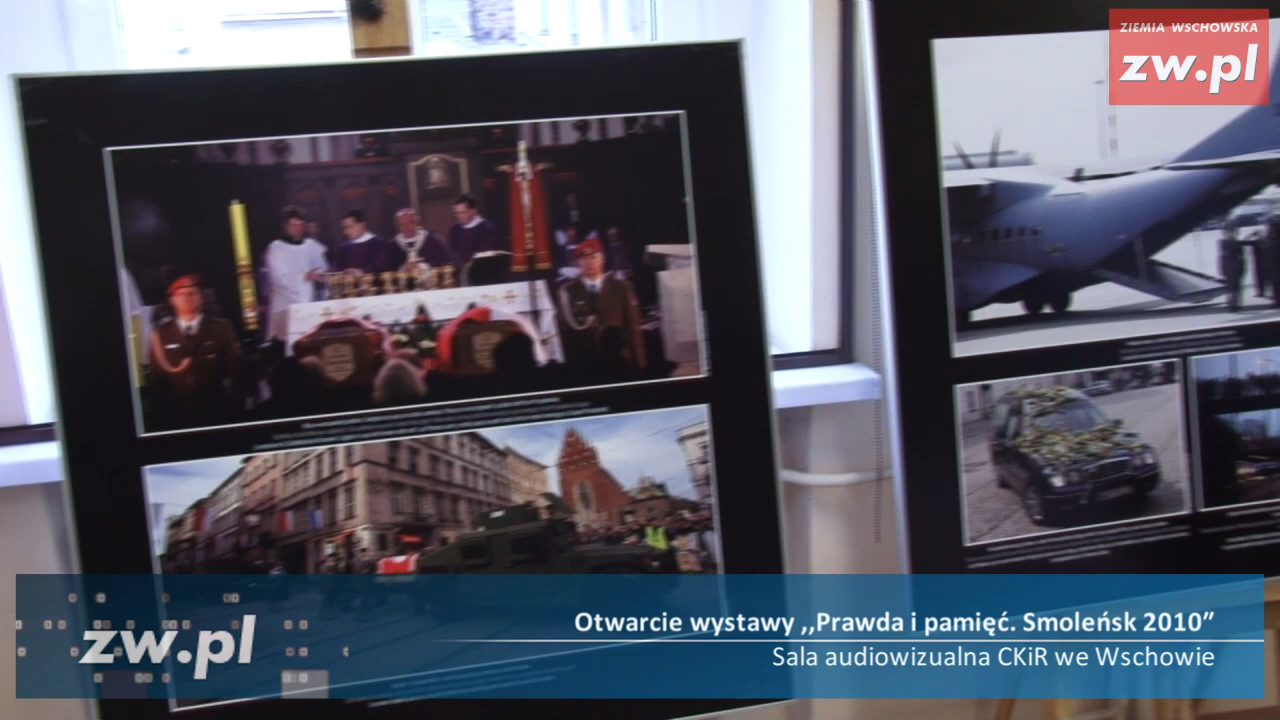 ZIEMIA WSCHOWSKA
zw.pl
zw.pl
Otwarcie wystawy ,,Prawda i pamięć. Smoleńsk 2010”
Sala audiowizualna CKiR we Wschowie